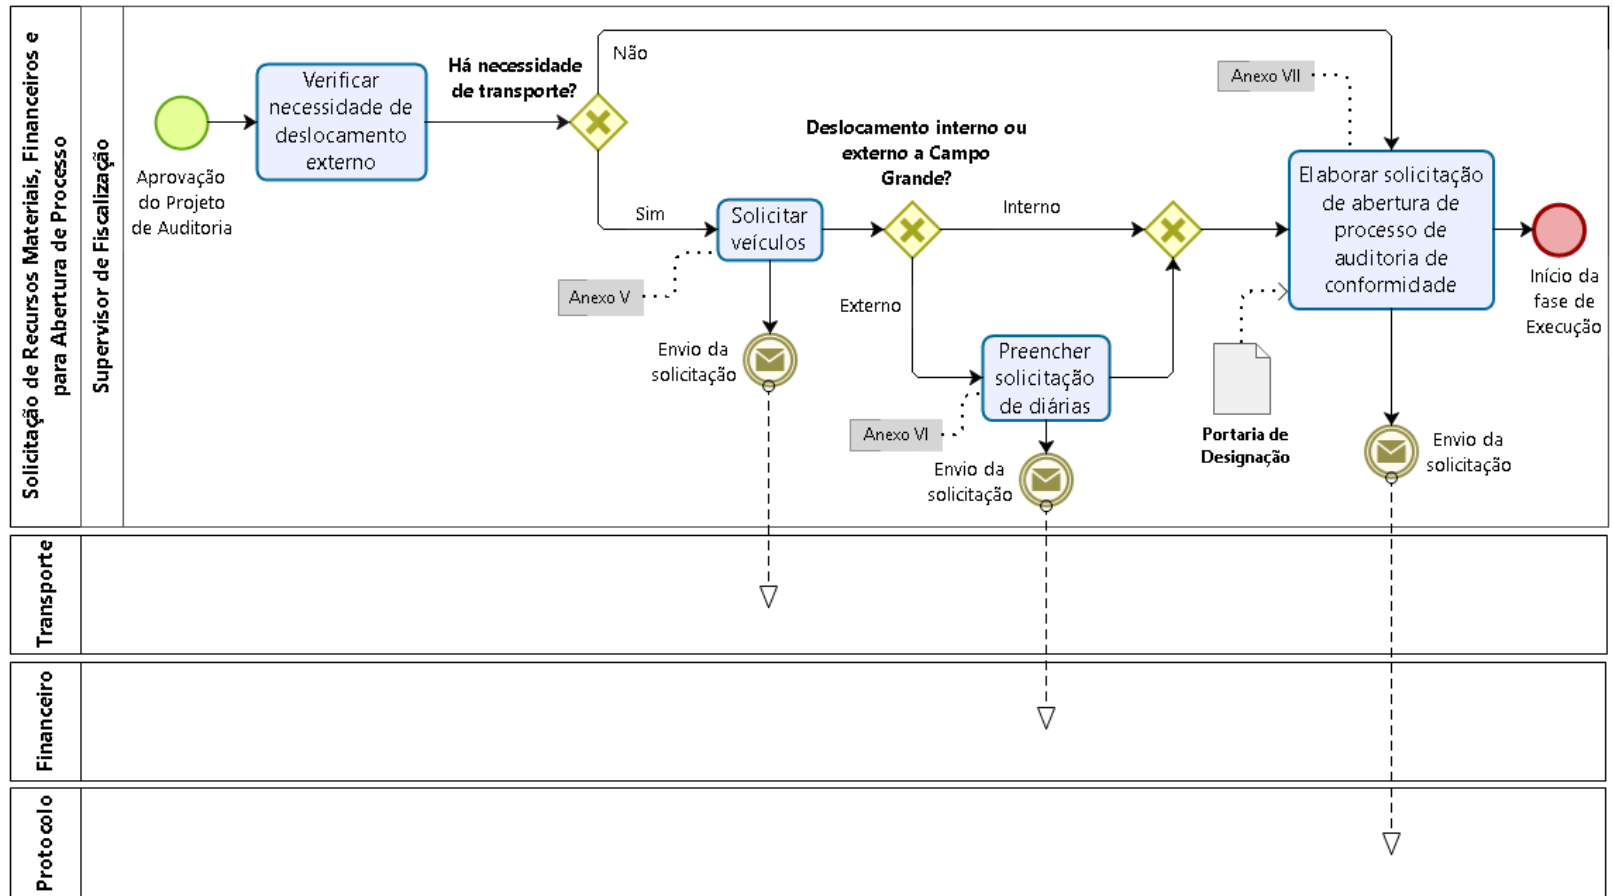 Solicitação de Recursos Materiais, Financeiros e
para Abertura de Processo
Supervisor de Fiscalização
Aprovação
do Projeto
de Auditoria
Verificar
necessidade de
deslocamento
externo
Há necessidade
de transporte?
Não
Sim
Solicitar
veículos
Anexo V
Envio da
solicitação
Deslocamento interno ou
externo a Campo
Grande?
Interno
Externo
Preencher
solicitação
de diárias
Anexo VI
Envio da
solicitação
Anexo VII
Elaborar solicitação
de abertura de
processo de
auditoria de
conformidade
Portaria de
Designação
Envio da
solicitação
Início da
fase de
Execução
Transporte
Financeiro
Protocolo